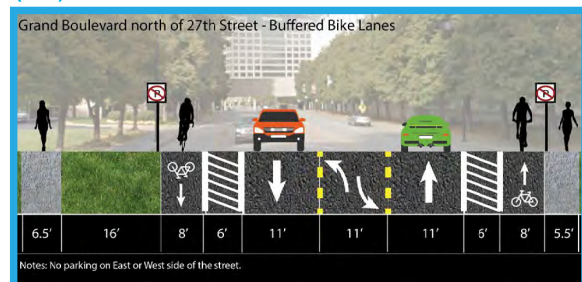 Grand Boulevard north of 27th Street - Buffered Bike Lanes
P P
6.5' 16' 8' 6' 11' 11' 11' 6' 8' 5.5'
Notes: No parking on East or West side of the street.